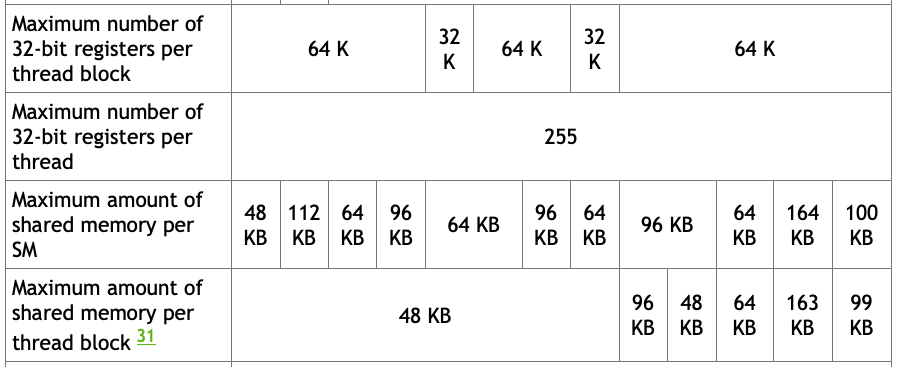 Maximum number of
32-bit registers per
thread block
64 K
32
K
64 K
32
K
64 K
Maximum number of
32-bit registers per
thread
255
Maximum amount of
shared memory per
SM
48
KB
112
KB
64
KB
96
KB
64 KB
96
KB
64
KB
96 KB
64
KB
164
KB
100
KB
Maximum amount of
shared memory per
thread block 31
48 KB
96
KB
48
KB
64
KB
163
KB
99
KB